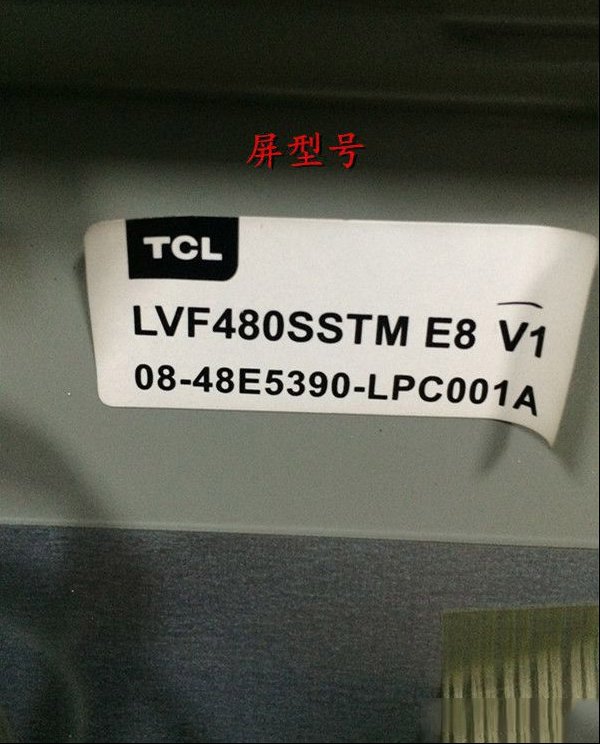 屏型号
TCL
LVF480SSTM E8 V1
08-48E5390-LPC001A